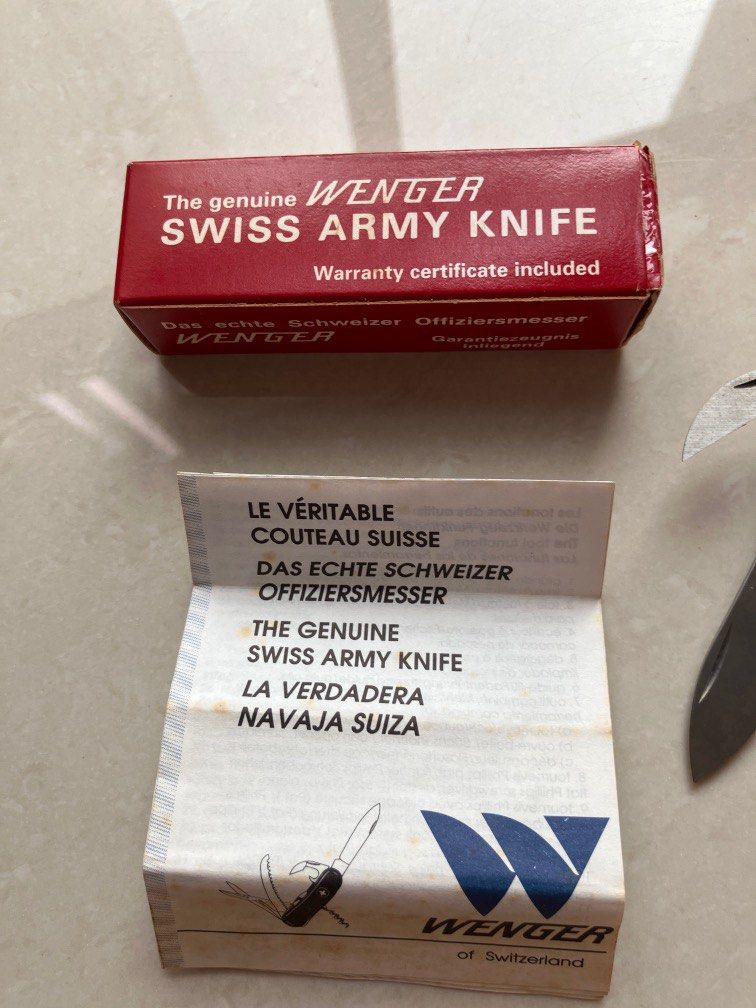 The genuine WENGER
SWISS ARMY KNIFE
Warranty certificate included
Das echte Schweizer Offiziersmesser
WENGER
Garantiezeugnis
inliegend
LE VÉRITABLE
COUTEAU SUISSE
DAS ECHTE SCHWEIZER
OFFIZIERSMESSER
THE GENUINE
SWISS ARMY KNIFE
LA VERDADERA
NAVAJA SUIZA
WENGER
of Switzerland